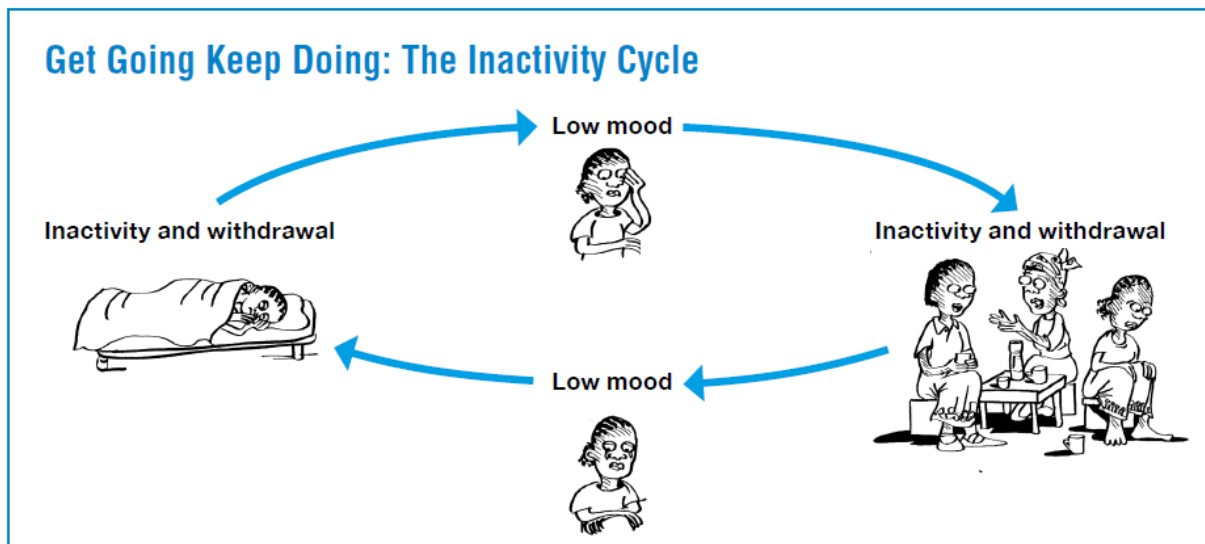 Get Going Keep Doing: The Inactivity Cycle
Low mood
Inactivity and withdrawal
Inactivity and withdrawal
Low mood